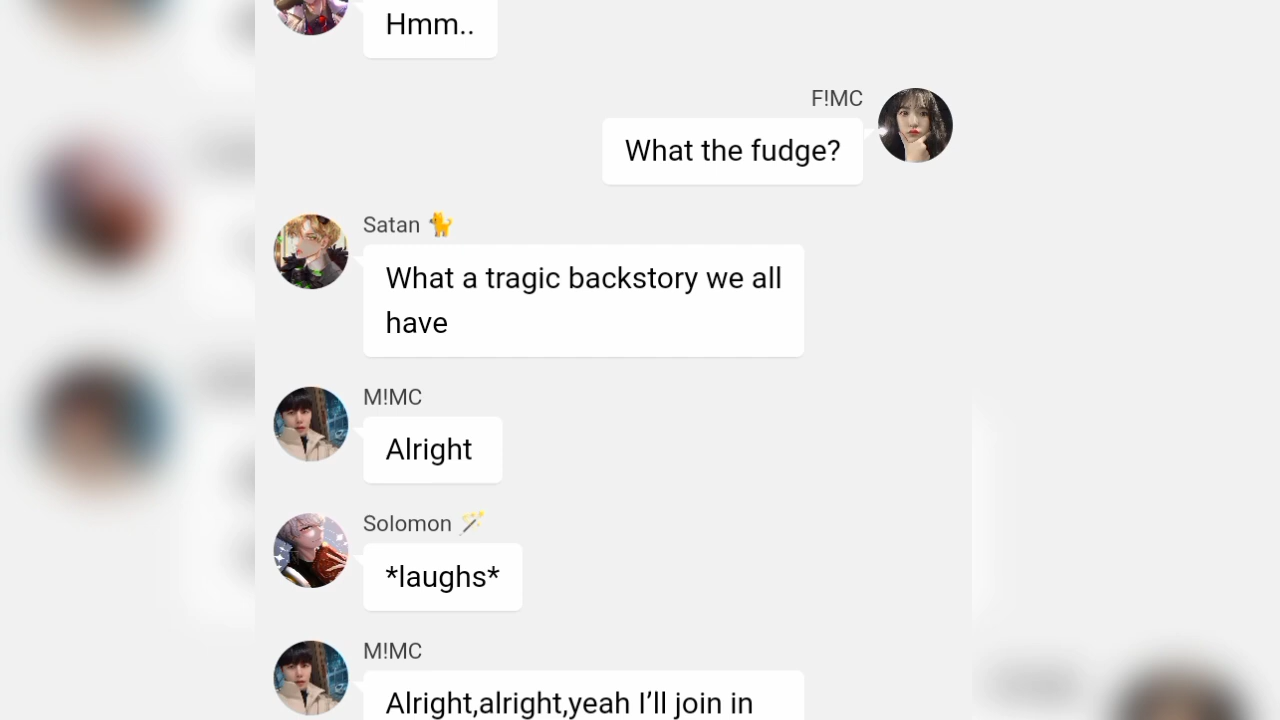 Hmm..
F!MC
What the fudge?
Satan 🐈
What a tragic backstory we all
have
M!MC
Alright
Solomon 🪄
*laughs*
M!MC
Alright,alright,yeah I’ll join in